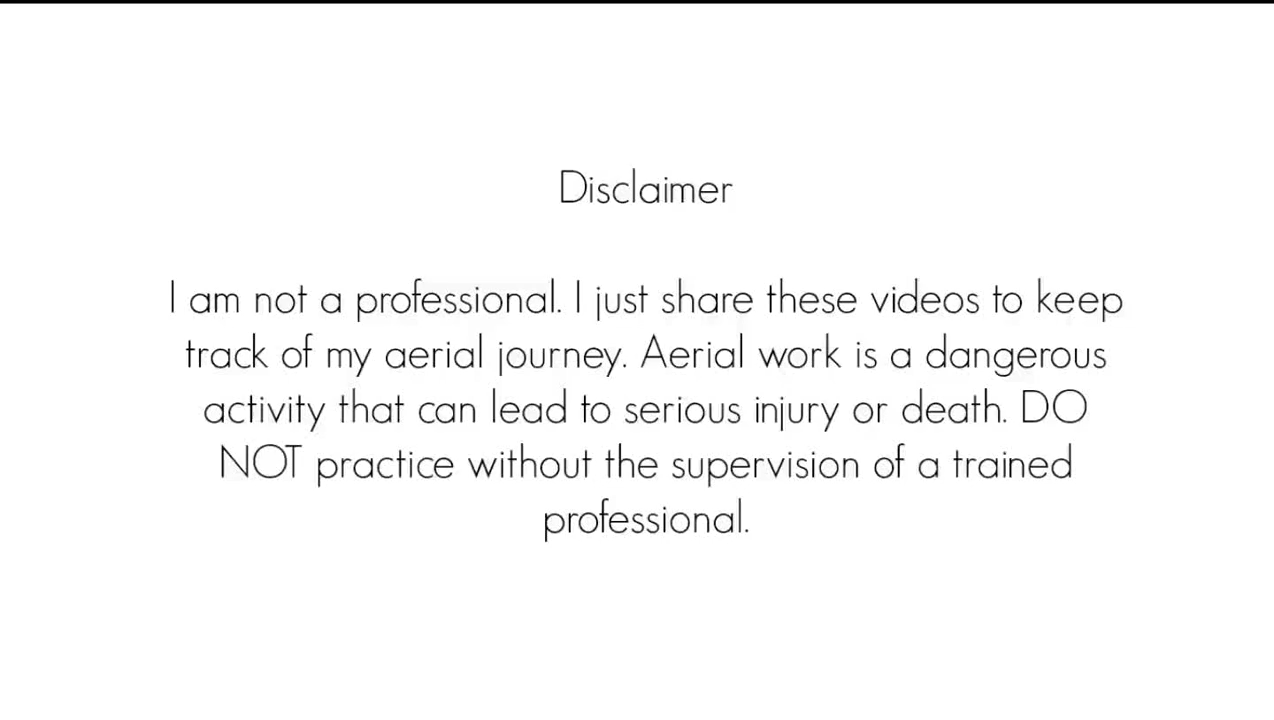 Disclaimer
I am not a professional. I just share these videos to keep
track of my aerial journey. Aerial work is a dangerous
activity that can lead to serious injury or death. DO
NOT practice without the supervision of a trained
professional.